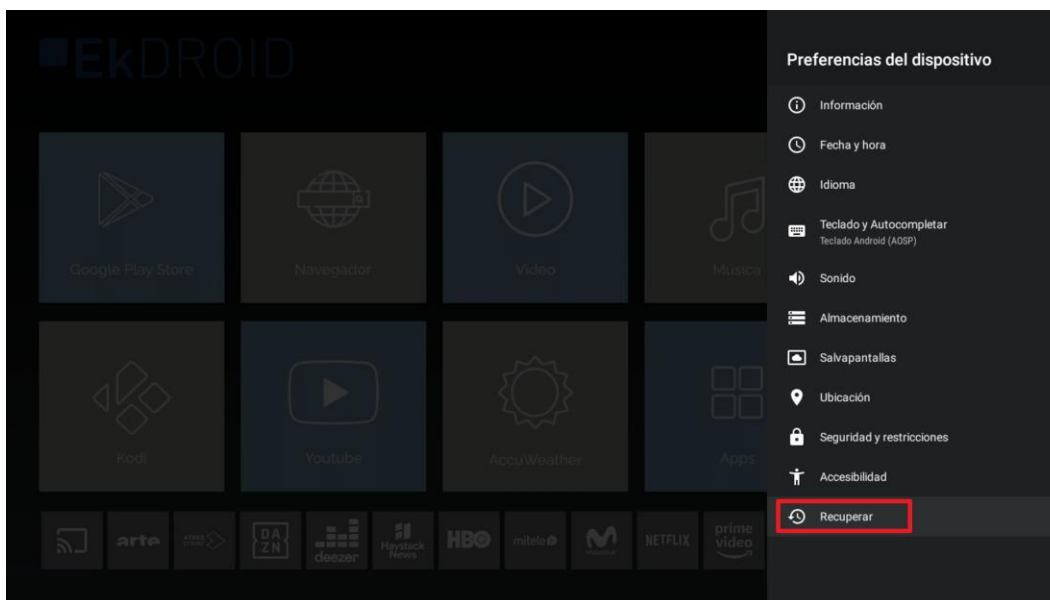 EkDROID
Preferencias del dispositivo
Información
Fecha y hora
Idioma
Teclado y Autocompletar
Teclado Android (AOSP)
Sonido
Almacenamiento
Salvapantallas
Ubicación
Seguridad y restricciones
Accesibilidad
Recuperar
Google Play Store
Navegador
Video
Música
Kodi
Youtube
AccuWeather
Apps
arte
DAZN
deezer
Haystack News
HBO
mitele
NETFLIX
prime video